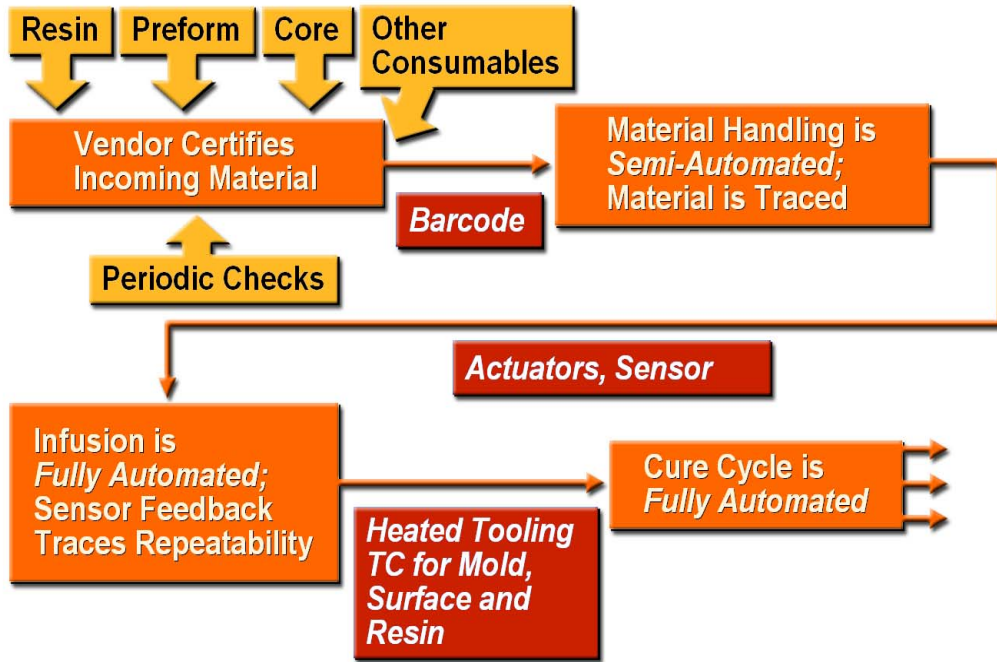 Resin
Preform
Core
Other
Consumables
Vendor Certifies
Incoming Material
Material Handling is
Semi-Automated;
Material is Traced
Barcode
Periodic Checks
Actuators, Sensor
Infusion is
Fully Automated;
Sensor Feedback
Traces Repeatability
Cure Cycle is
Fully Automated
Heated Tooling
TC for Mold,
Surface and
Resin